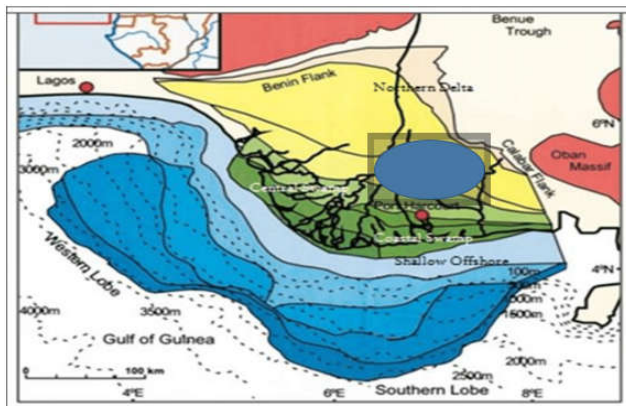 Benue
Trough
Lagos
Benin Flank
Northern Delta
2000m
6°N
Calabar Flank
Oban
Massif
3000m
Central Swamp
Port Harcourt
Coastal Swamp
Western Lobe
Shallow Offshore
100m
4°N
4000m
3500m
1500m
Gulf of Guinea
2000m
2500m
0
100 km
Southern Lobe
4°E
6°E
8°E